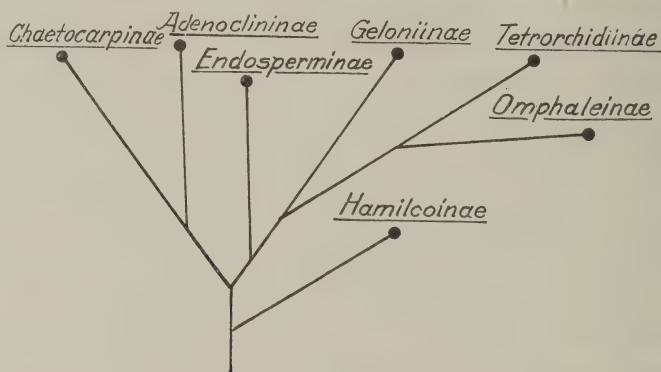 Chaetocarpinae
Adenoclininae
Endosperminae
Geloniinae
Tetrorchidiinae
Omphaleinae
Hamilcoinae